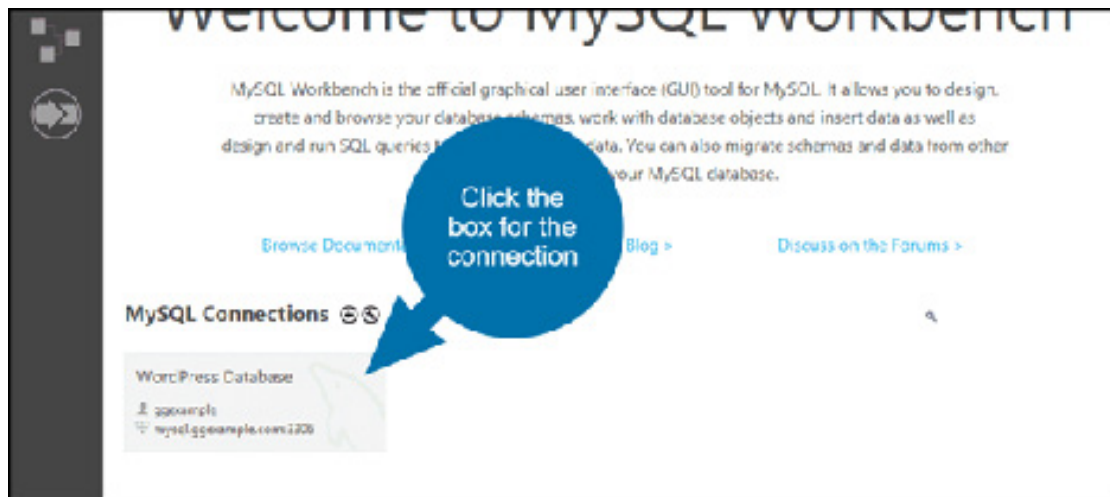 Welcome to MySQL Workbench
MySQL Workbench is the official graphical user interface (GUI) tool for MySQL. It allows you to design,
create and browse your database schemas, work with database objects and insert data as well as
design and run SQL queries data. You can also migrate schemas and data from other
your MySQL database.
Click the
box for the
connection
Browse Blog >
Discuss on the Forums >
MySQL Connections
WordPress Database
ggexample
mysql.ggexample.com:3306